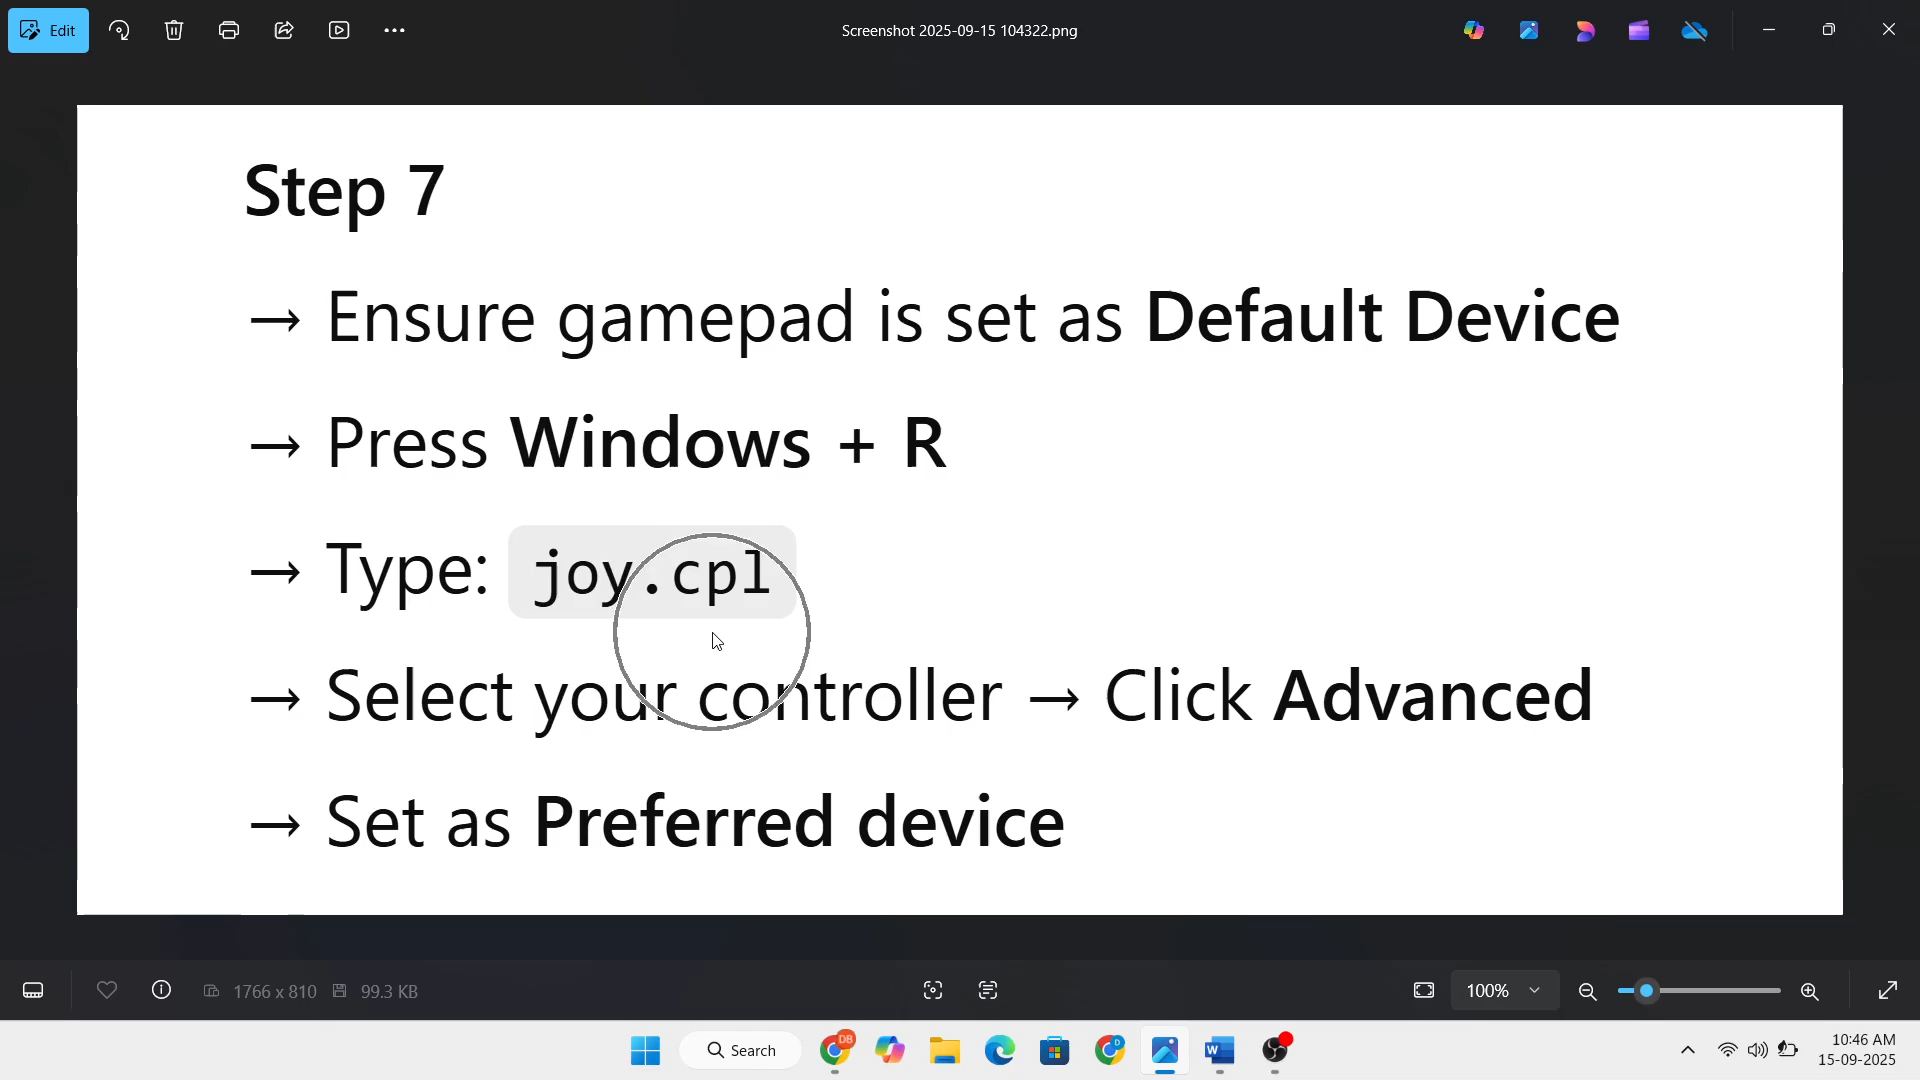 Edit
Screenshot 2025-09-15 104322.png
Step 7
→ Ensure gamepad is set as Default Device
→ Press Windows + R
→ Type: joy.cpl
→ Select your controller → Click Advanced
→ Set as Preferred device
1766 x 810 99.3 KB 100%
Search DB D W 10:46 AM
15-09-2025